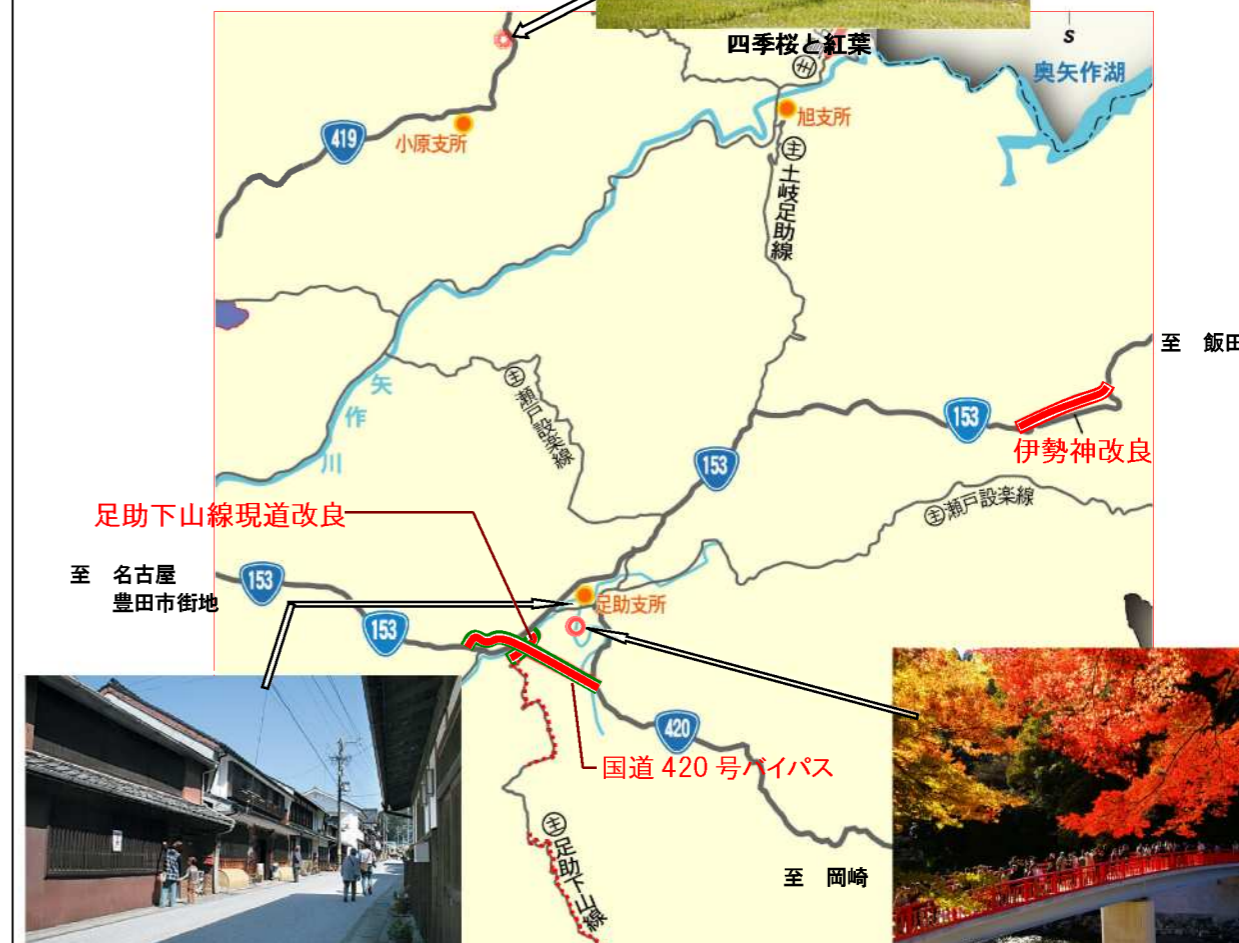 四季桜と紅葉
S
奥矢作湖
419
小原支所
旭支所
主 土岐足助線
至 飯田
矢作川
主 瀬戸設楽線
153
153
伊勢神改良
主 瀬戸設楽線
足助下山線現道改良
至 名古屋
豊田市街地
153
153
足助支所
420
国道 420 号バイパス
主 足助下山線
至 岡崎